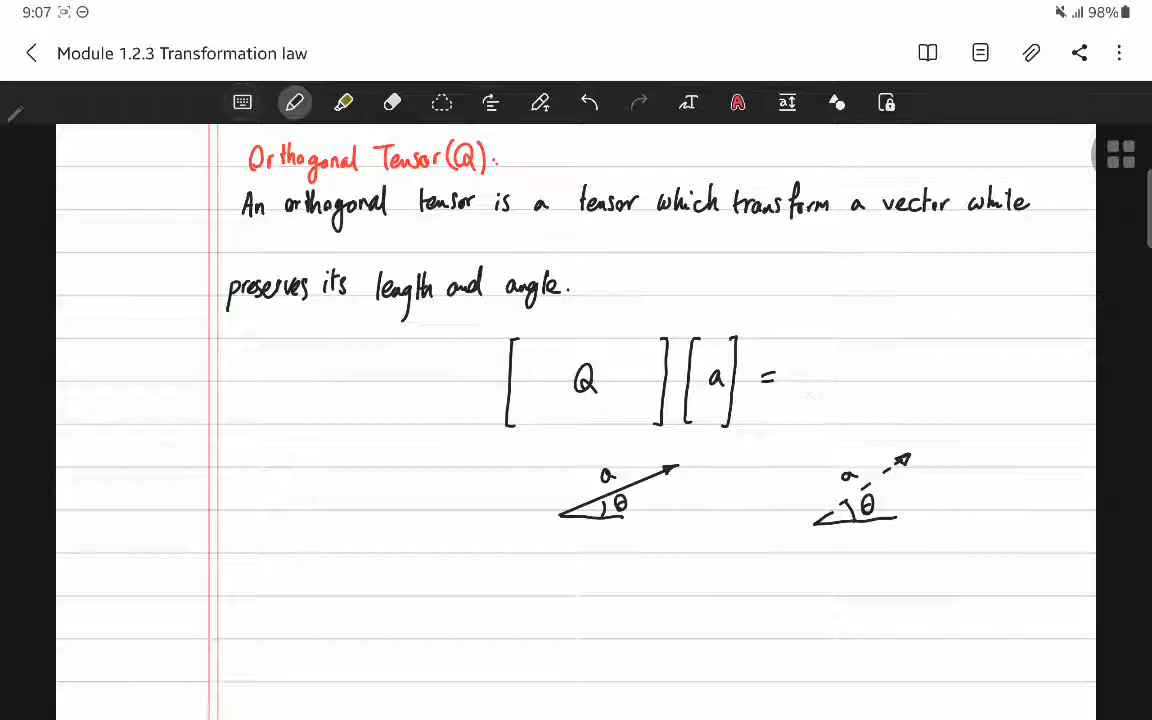 9:07
98%
Module 1.2.3 Transformation law
Orthogonal Tensor(Q):
An orthogonal tensor is a tensor which transform a vector while
preserves its length and angle.
[ Q ] [ a ] =
a θ a θ